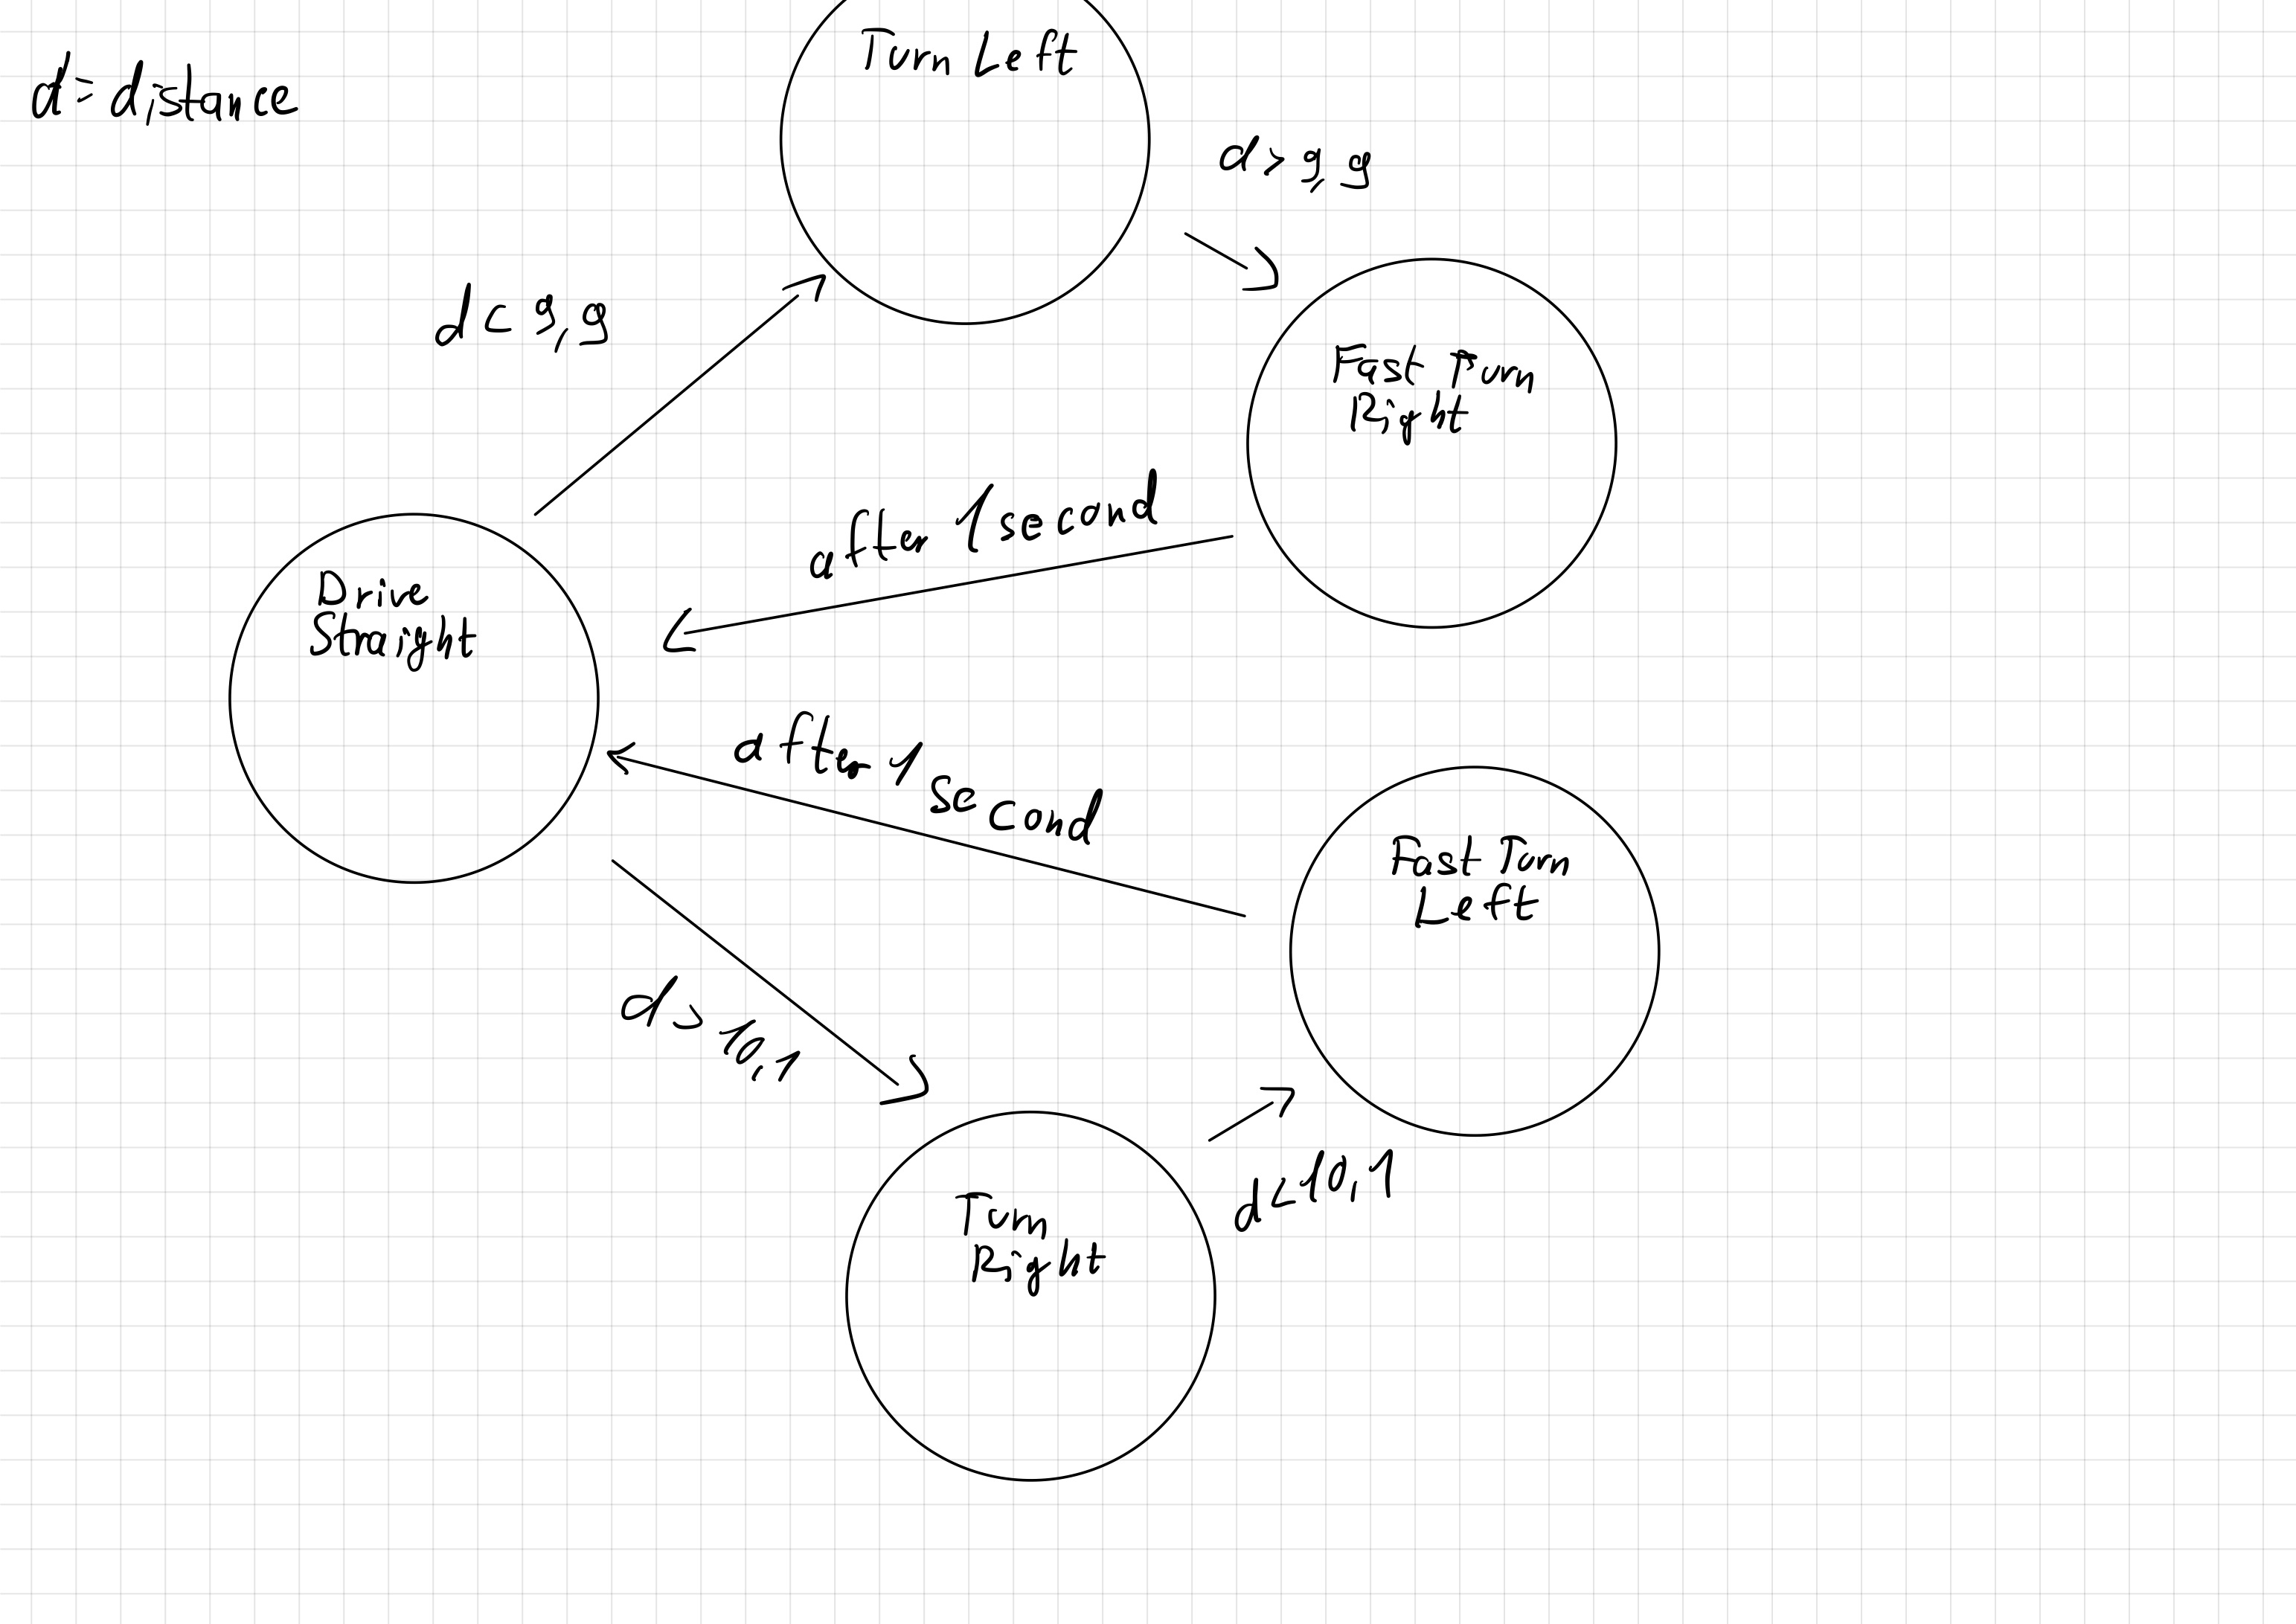 d = distance
Turn Left
d > 9,9
d < 9,9
Fast Turn
Right
after 1 second
Drive
Straight
after 1 second
Fast Turn
Left
d > 10,1
d < 10,1
Turn
Right